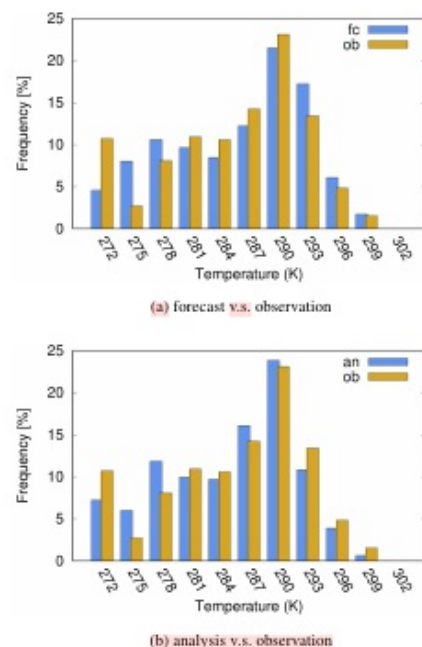 25
20
15
10
5
0
Frequency [%]
fc
ob
272 275 278 281 284 287 290 293 296 299 302
Temperature (K)
(a) forecast v.s. observation
25
20
15
10
5
0
Frequency [%]
an
ob
272 275 278 281 284 287 290 293 296 299 302
Temperature (K)
(b) analysis v.s. observation